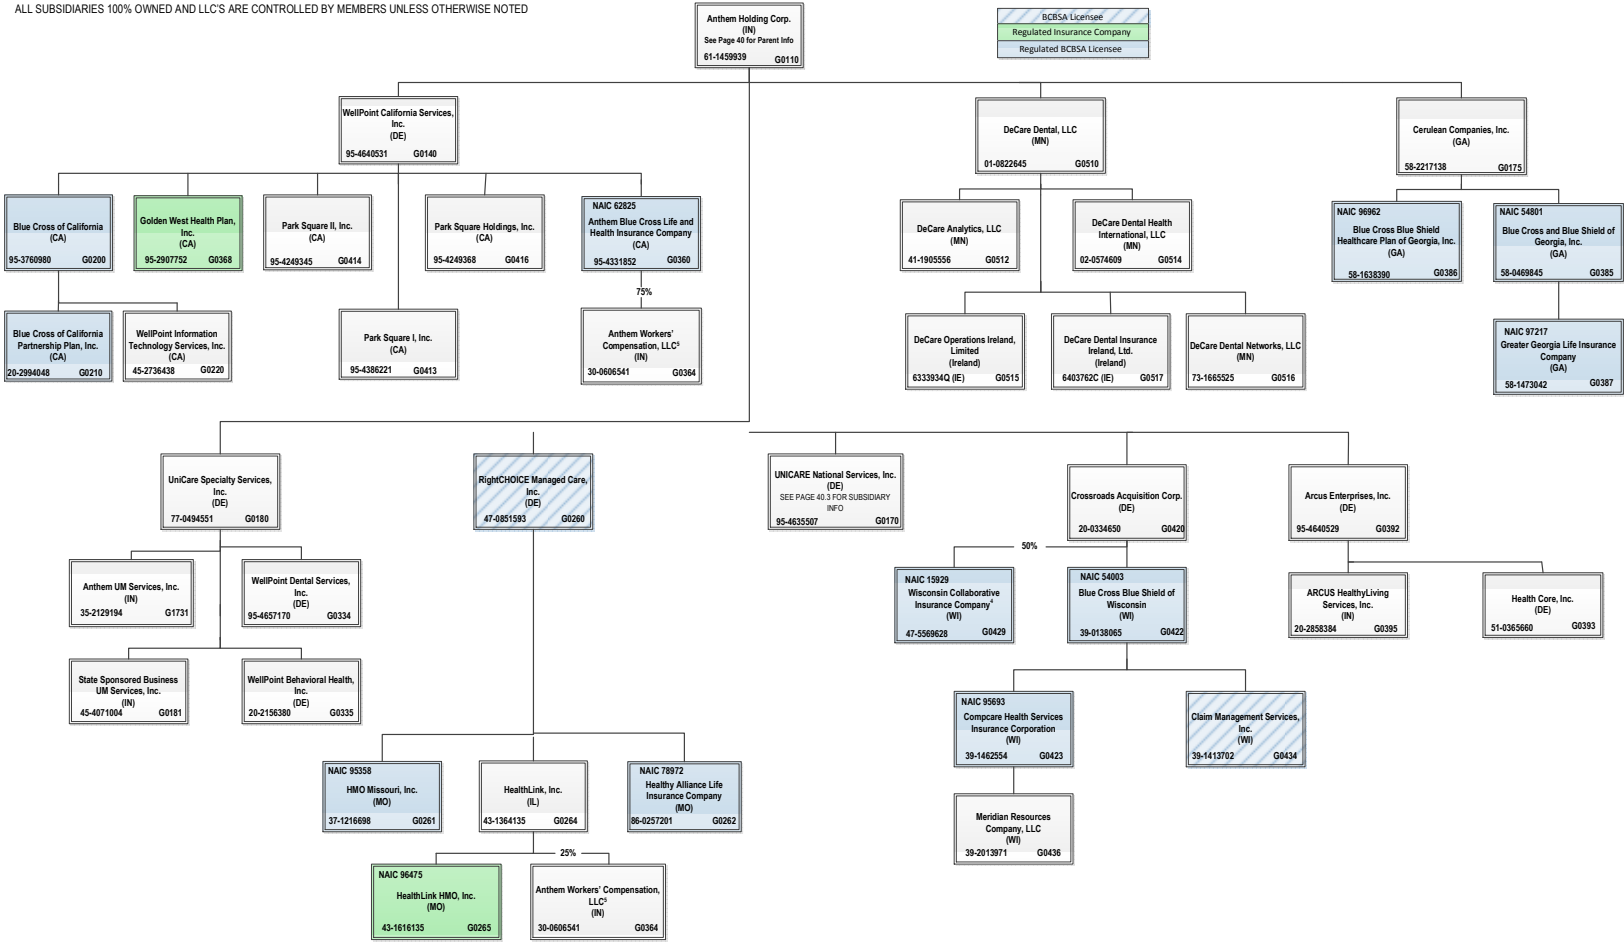 ALL SUBSIDIARIES 100% OWNED AND LLC'S ARE CONTROLLED BY MEMBERS UNLESS OTHERWISE NOTED
Anthem Holding Corp.
(IN)
See Page 40 for Parent Info
61-1459939 G0110
BCBSA Licensee
Regulated Insurance Company
Regulated BCBSA Licensee
WellPoint California Services,
Inc.
(DE)
95-4640531 G0140
DeCare Dental, LLC
(MN)
01-0822645 G0510
Cerulean Companies, Inc.
(GA)
58-2217138 G0175
Blue Cross of California
(CA)
95-3760980 G0200
Golden West Health Plan,
Inc.
(CA)
95-2907752 G0368
Park Square II, Inc.
(CA)
95-4249345 G0414
Park Square Holdings, Inc.
(CA)
95-4249368 G0416
NAIC 62825
Anthem Blue Cross Life and
Health Insurance Company
(CA)
95-4331852 G0360
DeCare Analytics, LLC
(MN)
41-1905556 G0512
DeCare Dental Health
International, LLC
(MN)
02-0574609 G0514
NAIC 96962
Blue Cross Blue Shield
Healthcare Plan of Georgia, Inc.
(GA)
58-1638390 G0386
NAIC 54801
Blue Cross and Blue Shield of
Georgia, Inc.
(GA)
58-0469845 G0385
75%
Blue Cross of California
Partnership Plan, Inc.
(CA)
20-2994048 G0210
WellPoint Information
Technology Services, Inc.
(CA)
45-2736438 G0220
Park Square I, Inc.
(CA)
95-4386221 G0413
Anthem Workers'
Compensation, LLC⁵
(IN)
30-0606541 G0364
DeCare Operations Ireland,
Limited
(Ireland)
6333934Q (IE) G0515
DeCare Dental Insurance
Ireland, Ltd.
(Ireland)
6403762C (IE) G0517
DeCare Dental Networks, LLC
(MN)
73-1665525 G0516
NAIC 97217
Greater Georgia Life Insurance
Company
(GA)
58-1473042 G0387
UniCare Specialty Services,
Inc.
(DE)
77-0494551 G0180
RightCHOICE Managed Care,
Inc.
(DE)
47-0851593 G0260
UNICARE National Services, Inc.
(DE)
SEE PAGE 40.3 FOR SUBSIDIARY
INFO
95-4635507 G0170
Crossroads Acquisition Corp.
(DE)
20-0334650 G0420
Arcus Enterprises, Inc.
(DE)
95-4640529 G0392
50%
Anthem UM Services, Inc.
(IN)
35-2129194 G1731
WellPoint Dental Services,
Inc.
(DE)
95-4657170 G0334
NAIC 15929
Wisconsin Collaborative
Insurance Company⁴
(WI)
47-5569628 G0429
NAIC 54003
Blue Cross Blue Shield of
Wisconsin
(WI)
39-0138065 G0422
ARCUS HealthyLiving
Services, Inc.
(IN)
20-2858384 G0395
Health Core, Inc.
(DE)
51-0365660 G0393
State Sponsored Business
UM Services, Inc.
(IN)
45-4071004 G0181
WellPoint Behavioral Health,
Inc.
(DE)
20-2156380 G0335
NAIC 95693
Compcare Health Services
Insurance Corporation
(WI)
39-1462554 G0423
Claim Management Services,
Inc.
(WI)
39-1413702 G0434
NAIC 95358
HMO Missouri, Inc.
(MO)
37-1216698 G0261
HealthLink, Inc.
(IL)
43-1364135 G0264
NAIC 78972
Healthy Alliance Life
Insurance Company
(MO)
86-0257201 G0262
Meridian Resources
Company, LLC
(WI)
39-2013971 G0436
25%
NAIC 96475
HealthLink HMO, Inc.
(MO)
43-1616135 G0265
Anthem Workers' Compensation,
LLC⁵
(IN)
30-0606541 G0364